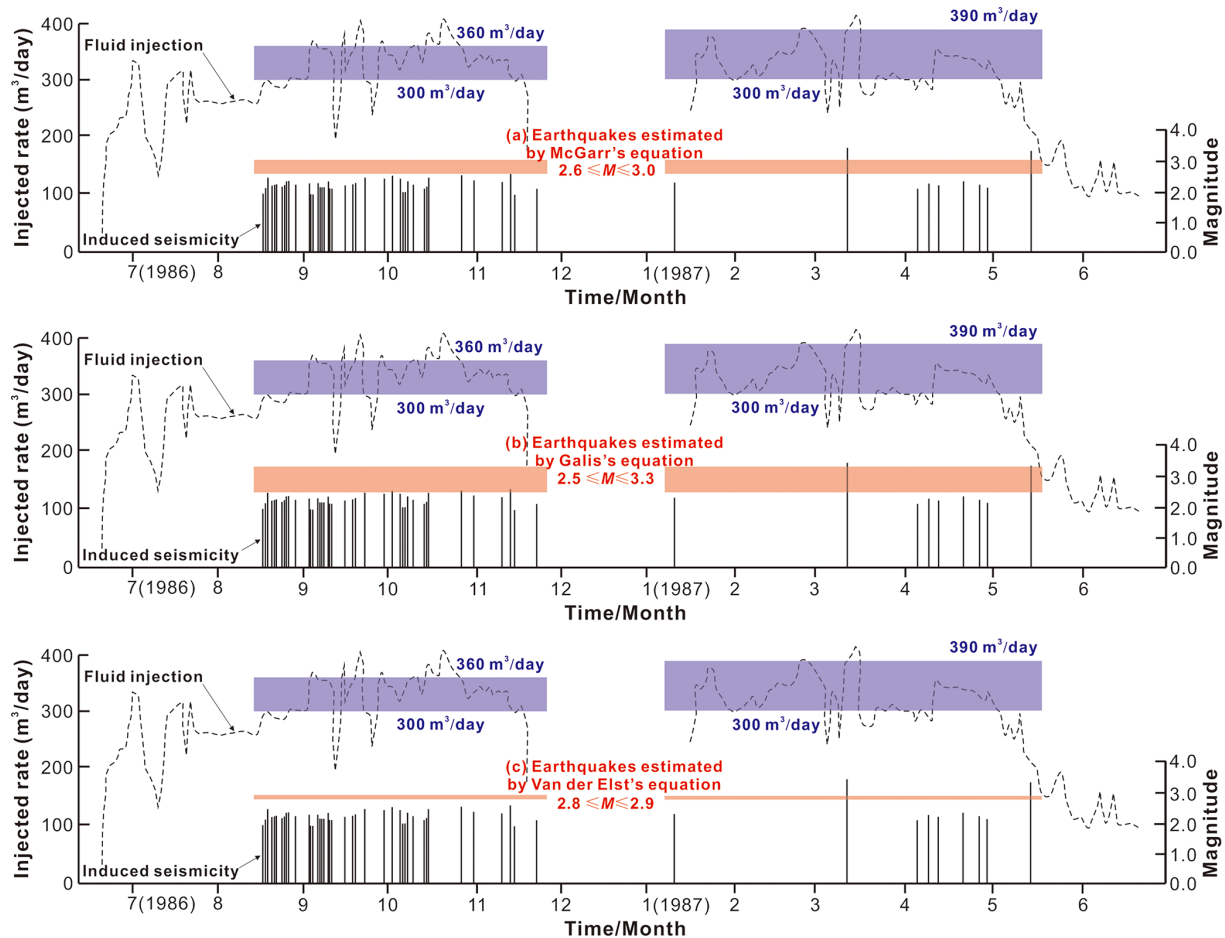 400
300
200
100
0
Injected rate (m³/day)
Fluid injection
Induced seismicity
360 m³/day
300 m³/day
390 m³/day
300 m³/day
(a) Earthquakes estimated
by McGarr's equation
2.6 ≤M≤3.0
4.0
3.0
2.0
1.0
0.0
Magnitude
7(1986) 8 9 10 11 12 1(1987) 2 3 4 5 6
Time/Month
400
300
200
100
0
Injected rate (m³/day)
Fluid injection
Induced seismicity
360 m³/day
300 m³/day
390 m³/day
300 m³/day
(b) Earthquakes estimated
by Galis's equation
2.5 ≤M≤3.3
4.0
3.0
2.0
1.0
0.0
Magnitude
7(1986) 8 9 10 11 12 1(1987) 2 3 4 5 6
Time/Month
400
300
200
100
0
Injected rate (m³/day)
Fluid injection
Induced seismicity
360 m³/day
300 m³/day
390 m³/day
300 m³/day
(c) Earthquakes estimated
by Van der Elst's equation
2.8 ≤M≤2.9
4.0
3.0
2.0
1.0
0.0
Magnitude
7(1986) 8 9 10 11 12 1(1987) 2 3 4 5 6
Time/Month